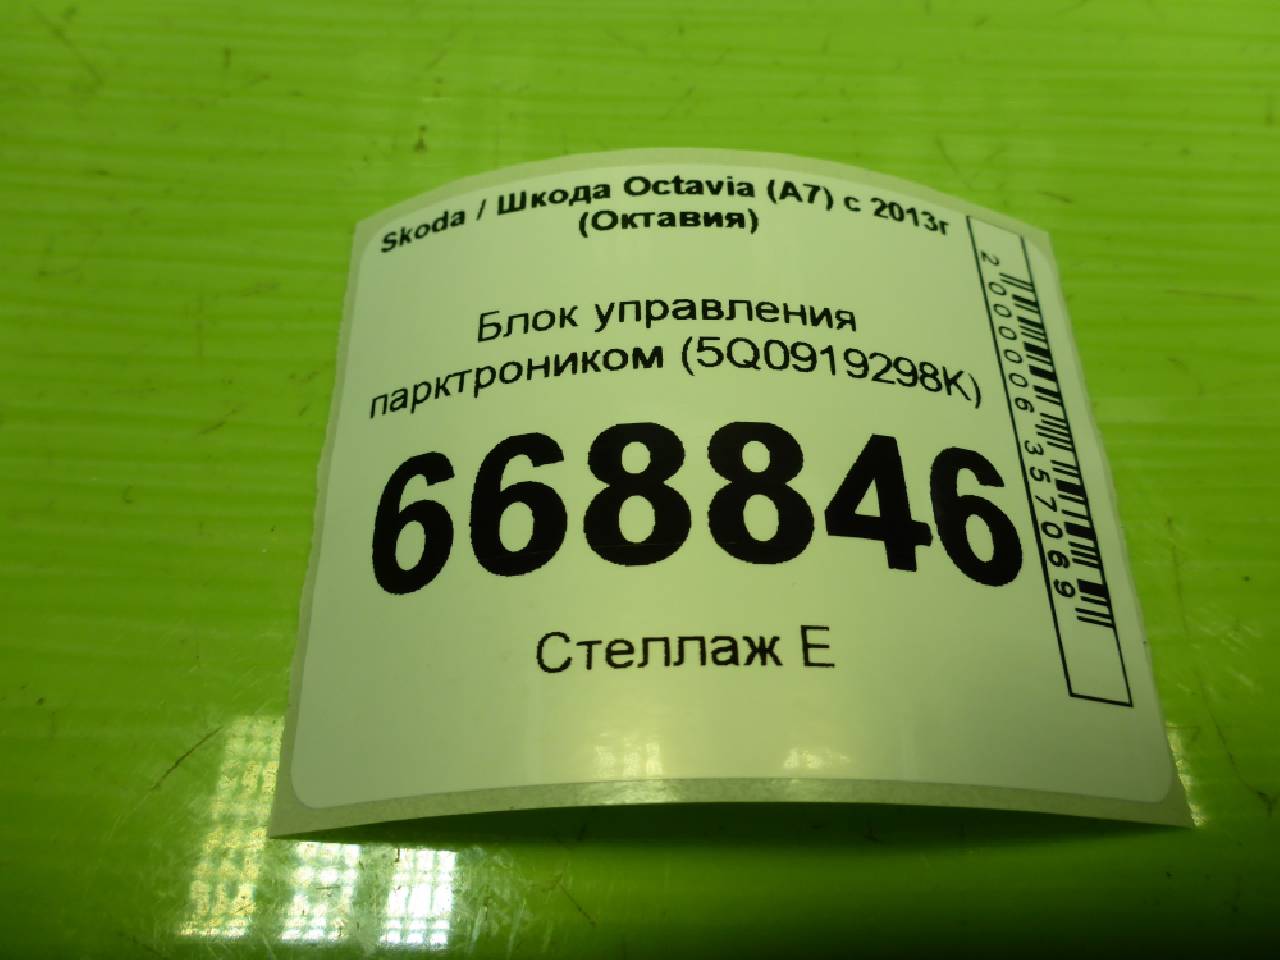 Skoda / Шкода Octavia (A7) с 2013г
(Октавия)
Блок управления
парктроником (5Q0919298K)
668846
Стеллаж Е
2000006357069